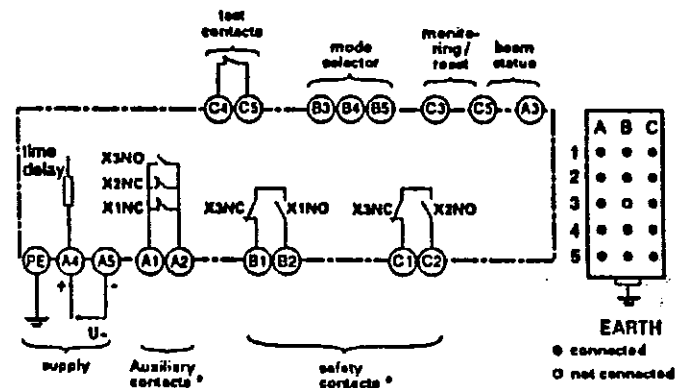 test
contacts
mode
selector
monito-
ring/
reset
beam
status
C4 C5 B3 B4 B5 C3 C5 A3
A B C
1
2
3
4
5
time
delay
X3NO
X2NC
X1NC
X3NC X1NO X3NC X2NO
PE A4 A5 A1 A2 B1 B2 C1 C2
+ -
U~
supply
Auxiliary
contacts *
safety
contacts *
EARTH
connected
not connected